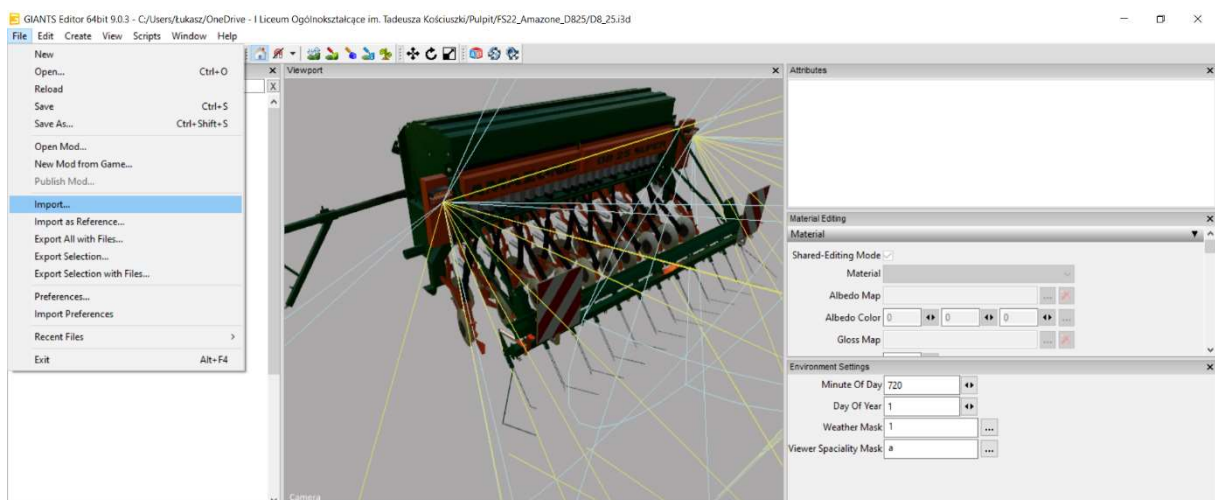 GIANTS Editor 64bit 9.0.3 - C:/Users/Łukasz/OneDrive - I Liceum Ogólnokształcące im. Tadeusza Kościuszki/Pulpit/FS22_Amazone_D825/D8_25.i3d
File Edit Create View Scripts Window Help
New
Open... Ctrl+O
Reload
Save Ctrl+S
Save As... Ctrl+Shift+S
Open Mod...
New Mod from Game...
Publish Mod...
Import...
Import as Reference...
Export All with Files...
Export Selection...
Export Selection with Files...
Preferences...
Import Preferences
Recent Files
Exit Alt+F4
Viewport
D8 25 SUPER
Camera
Attributes
Material Editing
Material
Shared-Editing Mode
Material
Albedo Map ...
Albedo Color 0 0 0 ...
Gloss Map ...
Environment Settings
Minute Of Day 720
Day Of Year 1
Weather Mask 1 ...
Viewer Spaciality Mask a ...